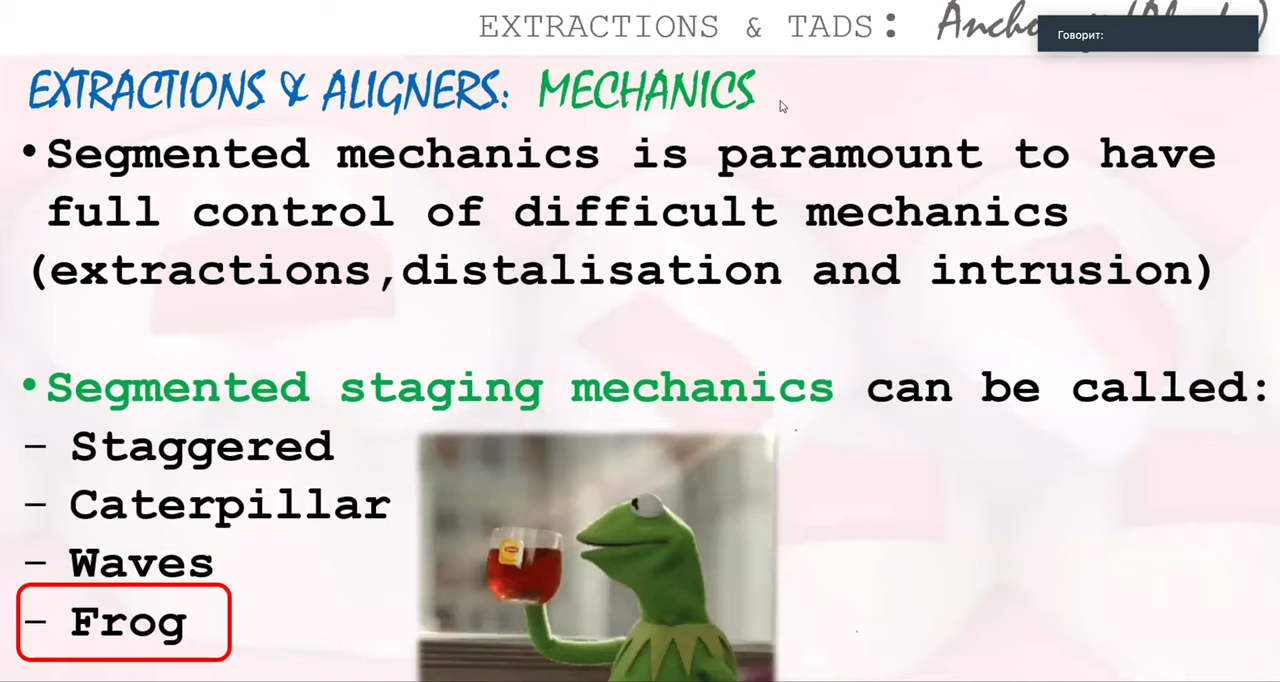 EXTRACTIONS & TADS:
Говорит:
EXTRACTIONS & ALIGNERS: MECHANICS
•Segmented mechanics is paramount to have
full control of difficult mechanics
(extractions,distalisation and intrusion)
•Segmented staging mechanics can be called:
– Staggered
– Caterpillar
– Waves
– Frog